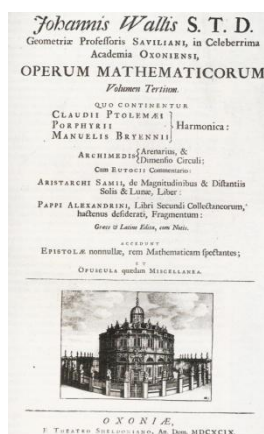 Johannis Wallis S. T. D.
Geometriæ Professoris SAVILIANI, in Celeberrima
Academia OXONIENSI,
OPERUM MATHEMATICORUM
Volumen Tertium.
QUO CONTINENTUR
CLAUDII PTOLEMÆI
PORPHYRII
MANUELIS BRYENNII
Harmonica:
ARCHIMEDIS
Arenarius, &
Dimensio Circuli;
Cum EUTOCII Commentario:
ARISTARCHI SAMII, de Magnitudinibus & Distantiis
Solis & Lunæ, Liber:
PAPPI ALEXANDRINI, Libri Secundi Collectaneorum,
hactenus desiderati, Fragmentum:
Græce & Latine Edita, cum Notis.
ACCEDUNT
EPISTOLÆ nonnullæ, rem Mathematicam spectantes;
ET
OPUSCULA quædam MISCELLANEA.
OXONIÆ,
E THEATRO SHELDONIANO, An. Dom. MDCXCIX.